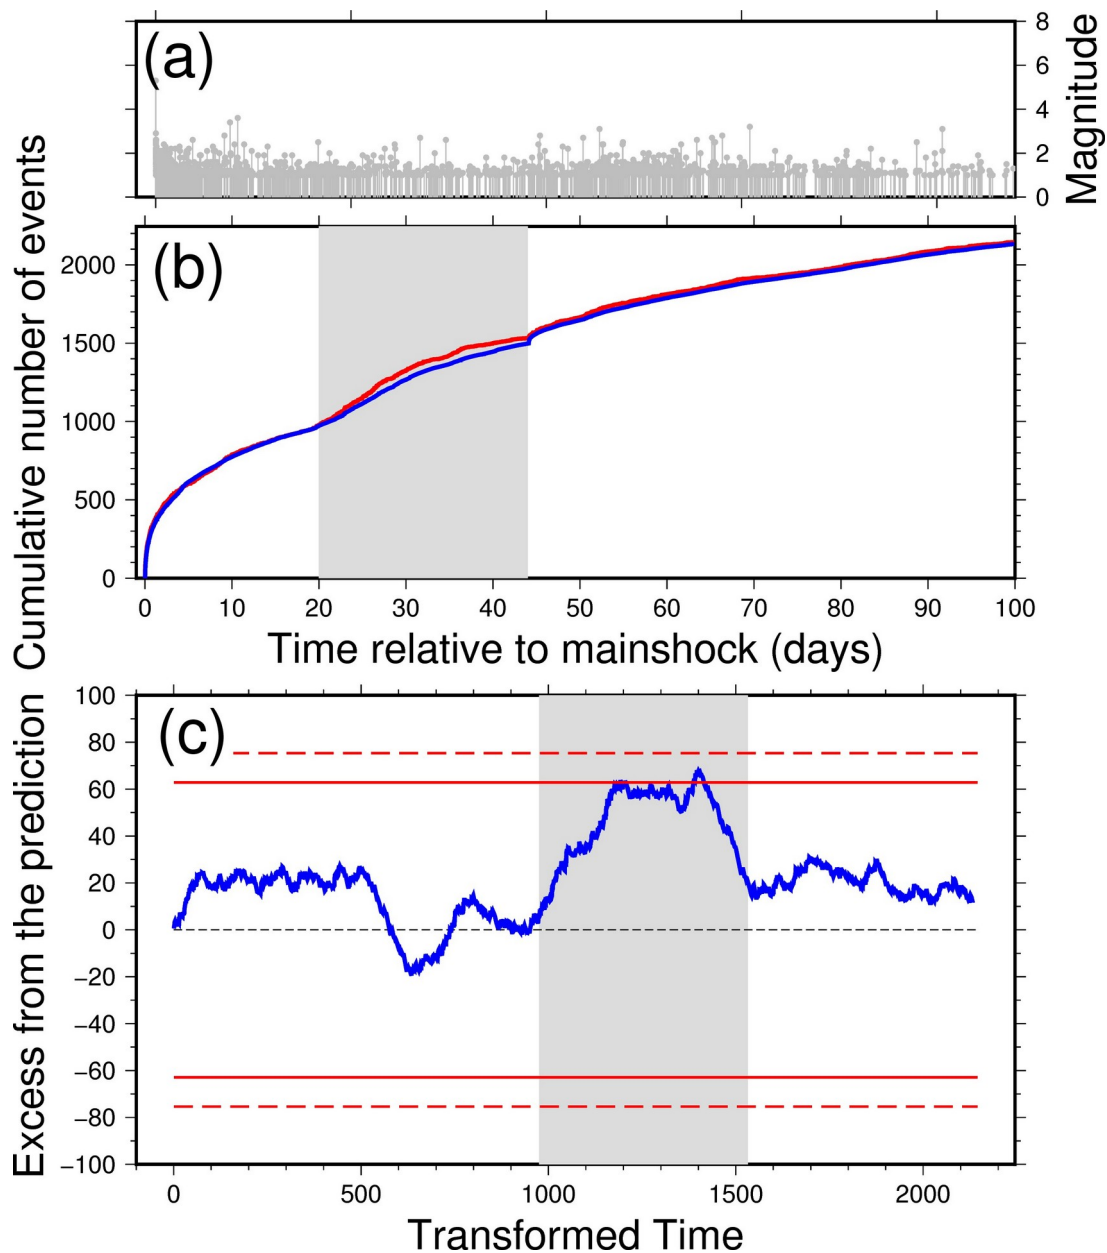 (a)
8
6
4
2
0
Magnitude
Cumulative number of events
(b)
2000
1500
1000
500
0
0 10 20 30 40 50 60 70 80 90 100
Time relative to mainshock (days)
Excess from the prediction
(c)
100
80
60
40
20
0
−20
−40
−60
−80
−100
0 500 1000 1500 2000
Transformed Time